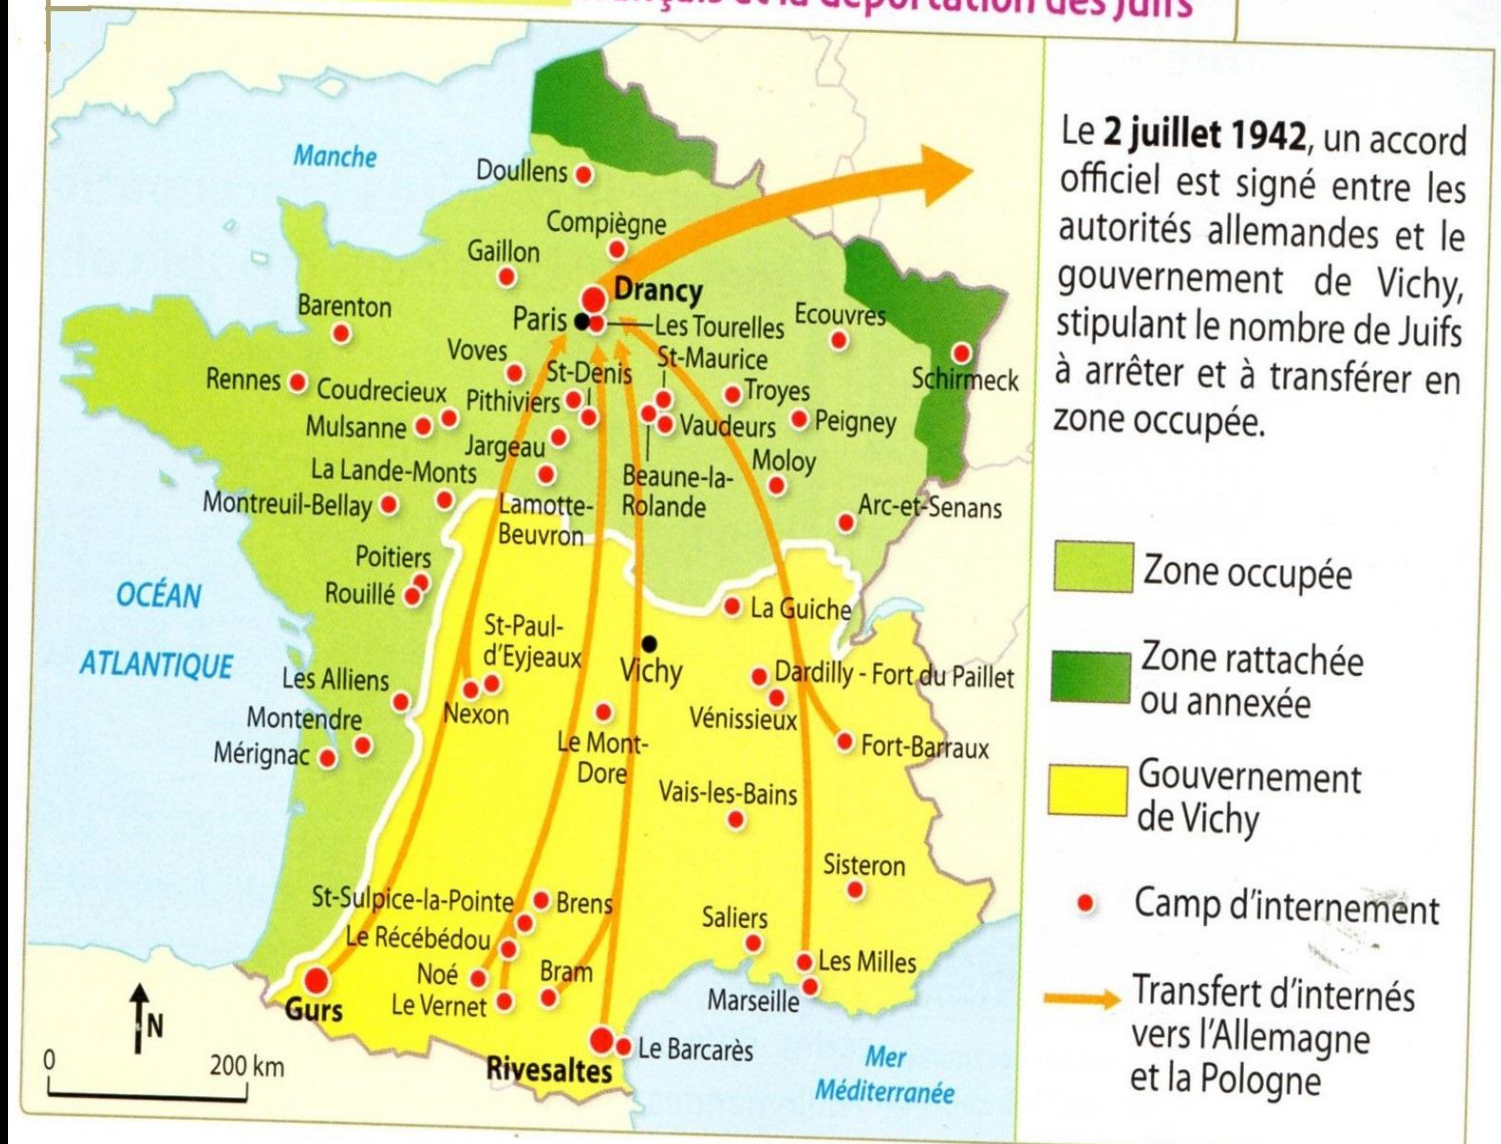 et la déportation des Juifs
Manche
Doullens
Compiègne
Gaillon
Drancy
Barenton
Paris
Les Tourelles
Ecouvres
Voves
St-Maurice
St-Denis
Rennes
Coudrecieux
Pithiviers
Troyes
Schirmeck
Mulsanne
Vaudeurs
Peigney
Jargeau
La Lande-Monts
Beaune-la-
Rolande
Moloy
Montreuil-Bellay
Lamotte-
Beuvron
Arc-et-Senans
Poitiers
Rouillé
OCÉAN
ATLANTIQUE
La Guiche
St-Paul-
d'Eyjeaux
Vichy
Les Alliens
Dardilly - Fort du Paillet
Nexon
Vénissieux
Montendre
Mérignac
Le Mont-
Dore
Fort-Barraux
Vais-les-Bains
Sisteron
St-Sulpice-la-Pointe
Brens
Saliers
Le Récébédou
Les Milles
Noé
Bram
Le Vernet
Marseille
Gurs
Le Barcarès
Rivesaltes
Mer
Méditerranée
N
0
200 km
Le 2 juillet 1942, un accord
officiel est signé entre les
autorités allemandes et le
gouvernement de Vichy,
stipulant le nombre de Juifs
à arrêter et à transférer en
zone occupée.
Zone occupée
Zone rattachée
ou annexée
Gouvernement
de Vichy
Camp d'internement
Transfert d'internés
vers l'Allemagne
et la Pologne